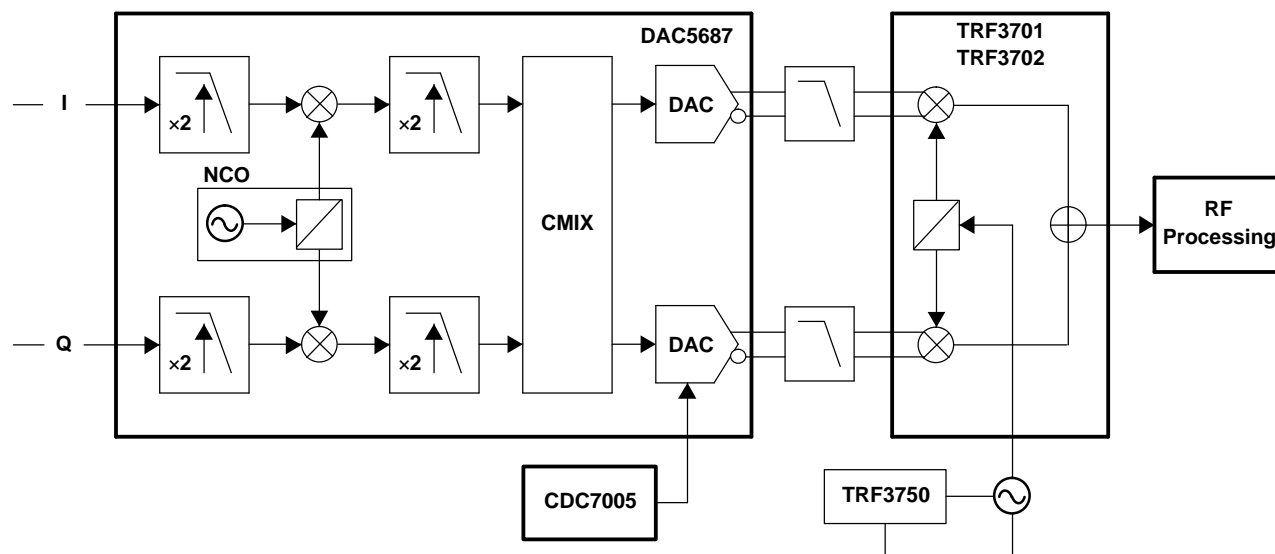 DAC5687
TRF3701
TRF3702
I
×2
×2
DAC
NCO
CMIX
RF
Processing
Q
×2
×2
DAC
CDC7005
TRF3750